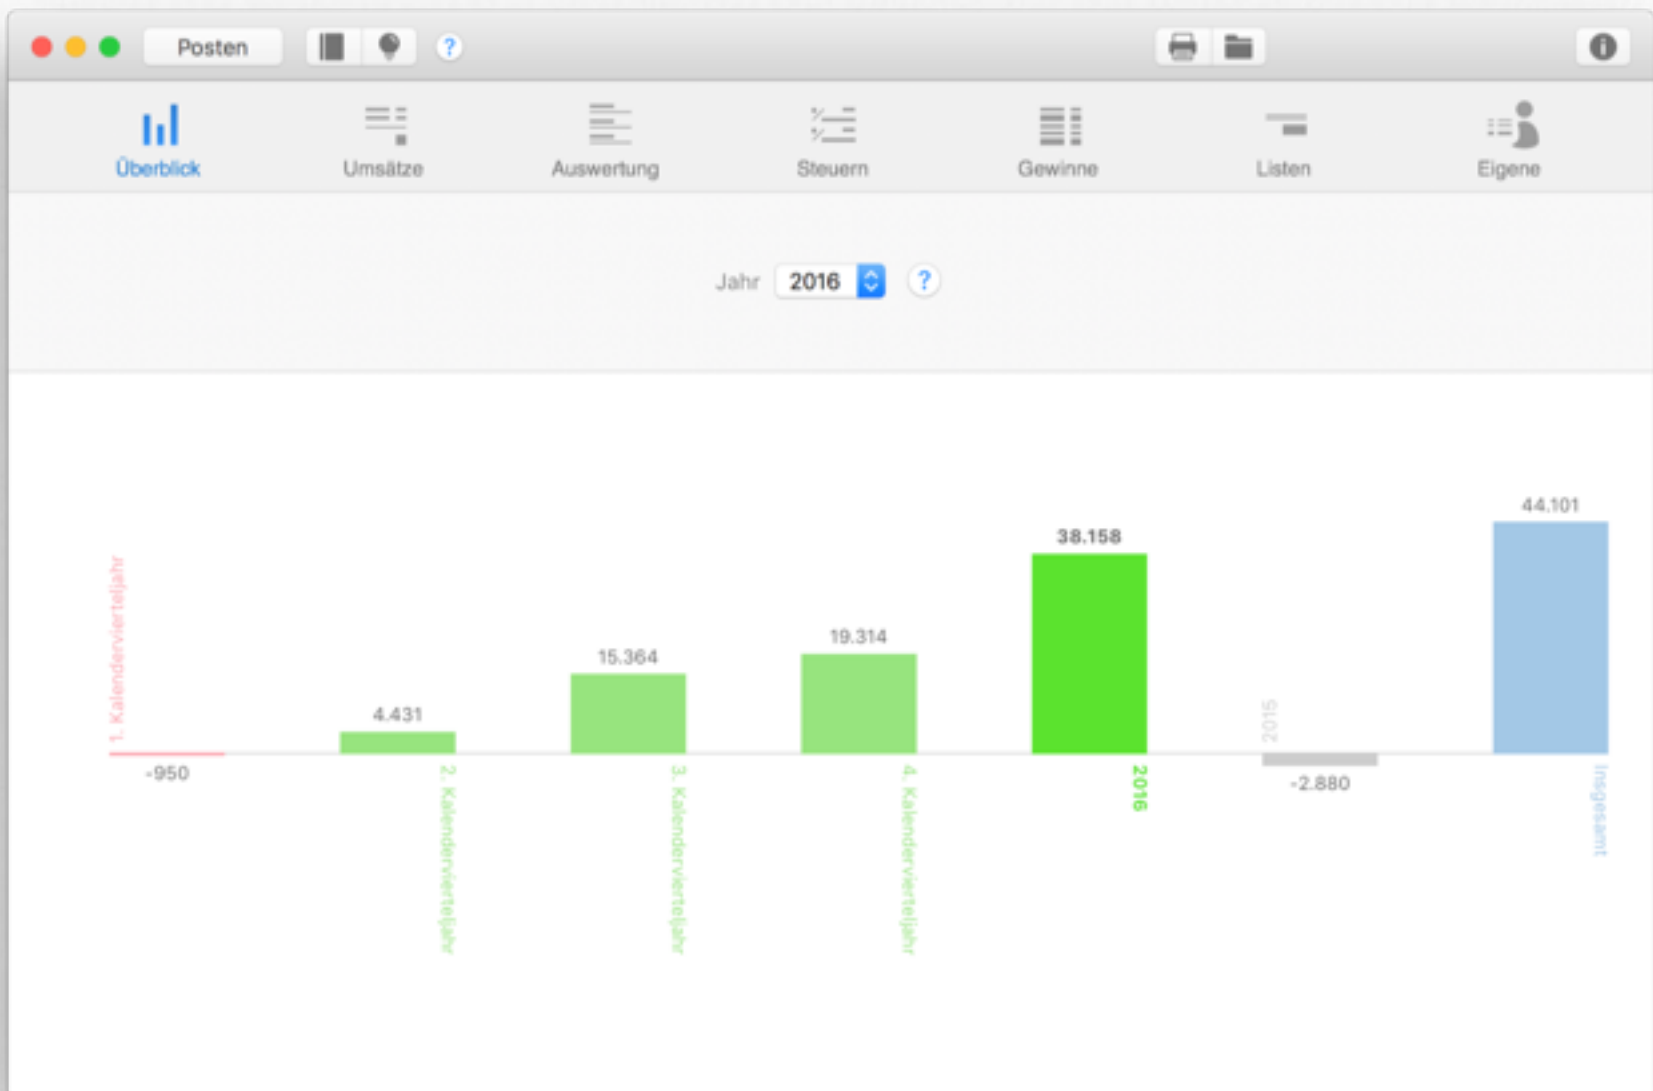 Posten
?
Überblick
Umsätze
Auswertung
Steuern
Gewinne
Listen
Eigene
Jahr 2016 ?
1. Kalendervierteljahr
-950
4.431
2. Kalendervierteljahr
15.364
3. Kalendervierteljahr
19.314
4. Kalendervierteljahr
38.158
2016
2015
-2.880
44.101
Insgesamt